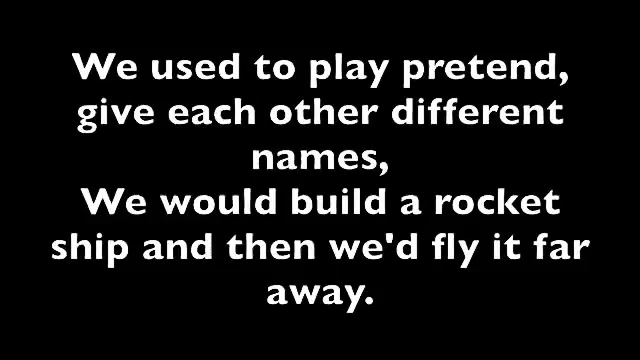 We used to play pretend,
give each other different
names,
We would build a rocket
ship and then we'd fly it far
away.